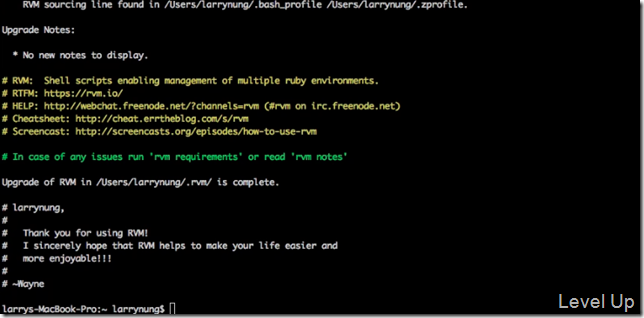 RVM sourcing line found in /Users/larrynung/.bash_profile /Users/larrynung/.zprofile.
Upgrade Notes:
* No new notes to display.
# RVM:  Shell scripts enabling management of multiple ruby environments.
# RTFM: https://rvm.io/
# HELP: http://webchat.freenode.net/?channels=rvm (#rvm on irc.freenode.net)
# Cheatsheet: http://cheat.errtheblog.com/s/rvm
# Screencast: http://screencasts.org/episodes/how-to-use-rvm
# In case of any issues run 'rvm requirements' or read 'rvm notes'
Upgrade of RVM in /Users/larrynung/.rvm/ is complete.
# larrynung,
#
#   Thank you for using RVM!
#   I sincerely hope that RVM helps to make your life easier and
#   more enjoyable!!!
#
# ~Wayne
larrys-MacBook-Pro:~ larrynung$
Level Up